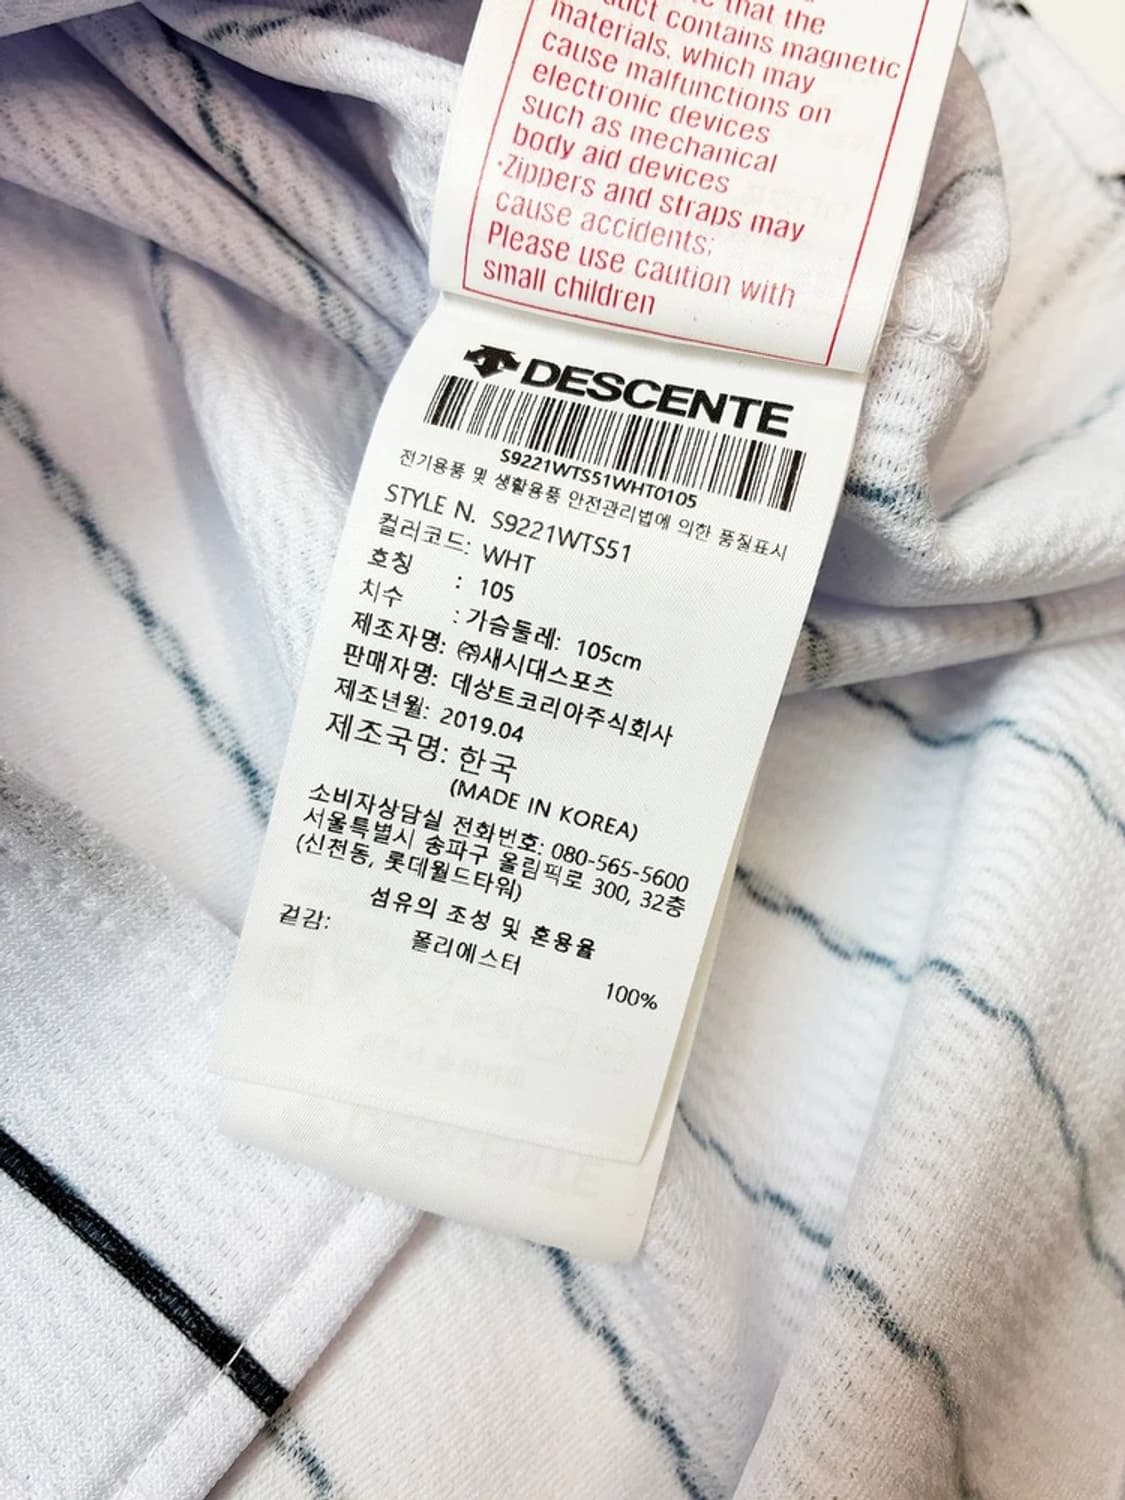 that the
contains magnetic
materials, which may
cause malfunctions on
electronic devices
such as mechanical
body aid devices
·Zippers and straps may
cause accidents;
Please use caution with
small children
DESCENTE
S9221WTS51WHT0105
전기용품 및 생활용품 안전관리법에 의한 품질표시
STYLE N. S9221WTS51
컬러코드: WHT
호칭 : 105
치수 : 가슴둘레: 105cm
제조자명: ㈜새시대스포츠
판매자명: 데상트코리아주식회사
제조년월: 2019.04
제조국명: 한국
(MADE IN KOREA)
소비자상담실 전화번호: 080-565-5600
서울특별시 송파구 올림픽로 300, 32층
(신천동, 롯데월드타워)
섬유의 조성 및 혼용율
겉감:
폴리에스터
100%